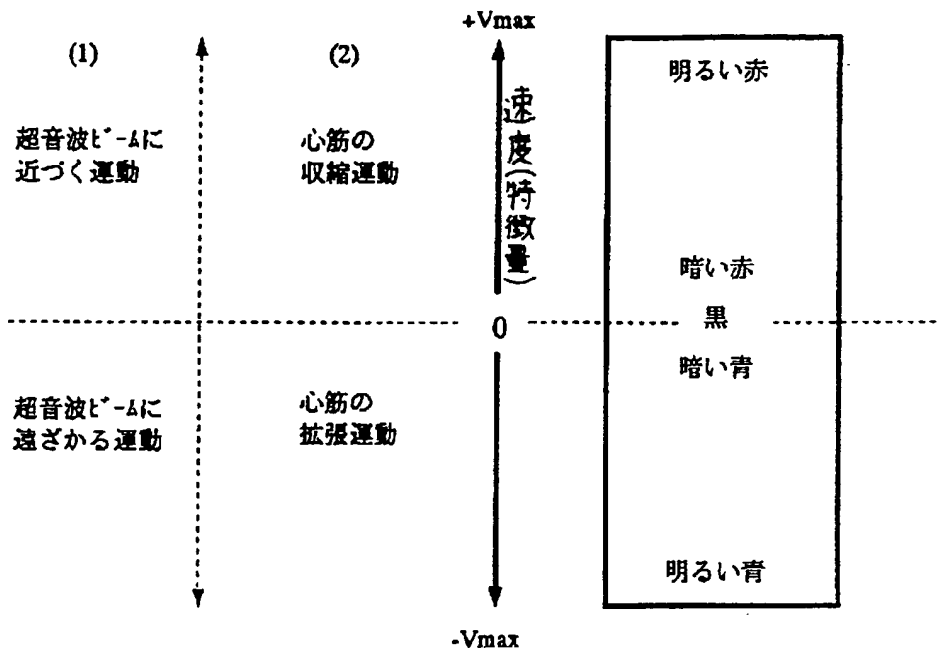 +Vmax
(1)
(2)
明るい赤
超音波ﾋﾞｰﾑに
近づく運動
心筋の
収縮運動
速度(特徴量)
暗い赤
0
黒
暗い青
超音波ﾋﾞｰﾑに
遠ざかる運動
心筋の
拡張運動
明るい青
-Vmax